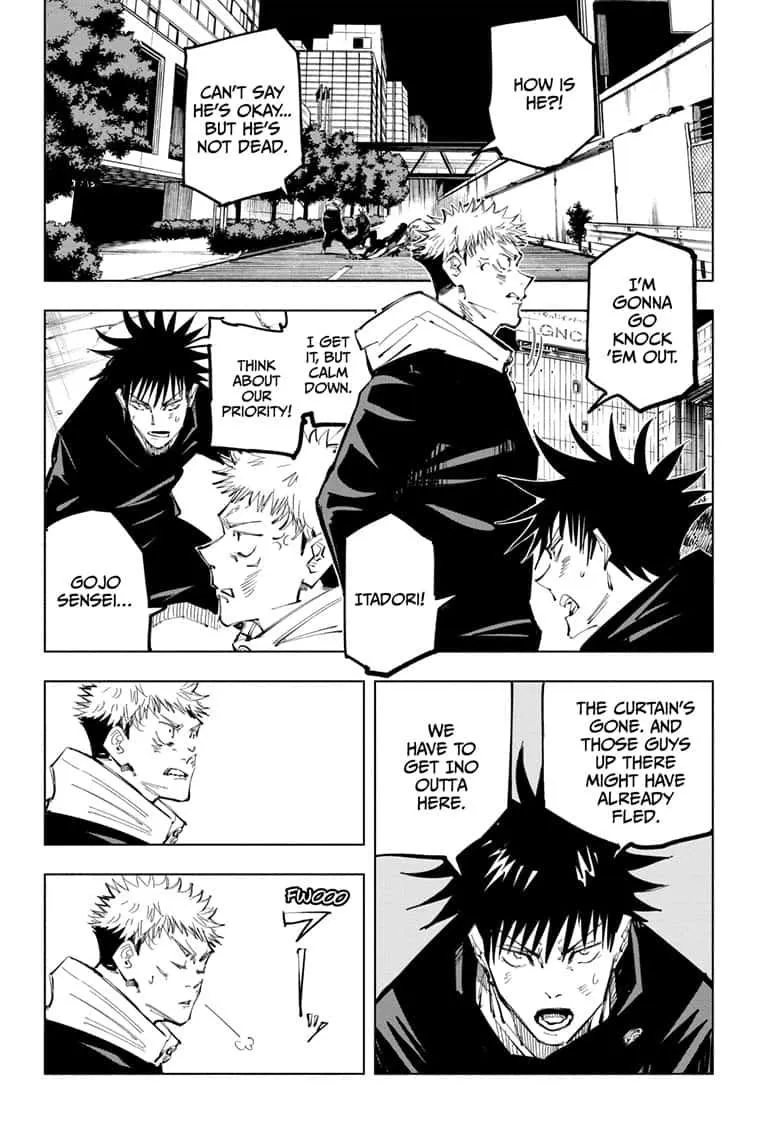 HOW IS
HE?!
CAN'T SAY
HE'S OKAY...
BUT HE'S
NOT DEAD.
I'M
GONNA
GO
KNOCK
'EM OUT.
GNC
ITADORI!
I GET
IT, BUT
CALM
DOWN.
THINK
ABOUT
OUR
PRIORITY!
GOJO
SENSEI...
THE CURTAIN'S
GONE. AND
THOSE GUYS
UP THERE
MIGHT HAVE
ALREADY
FLED.
WE
HAVE TO
GET INO
OUTTA
HERE.
FWOOO